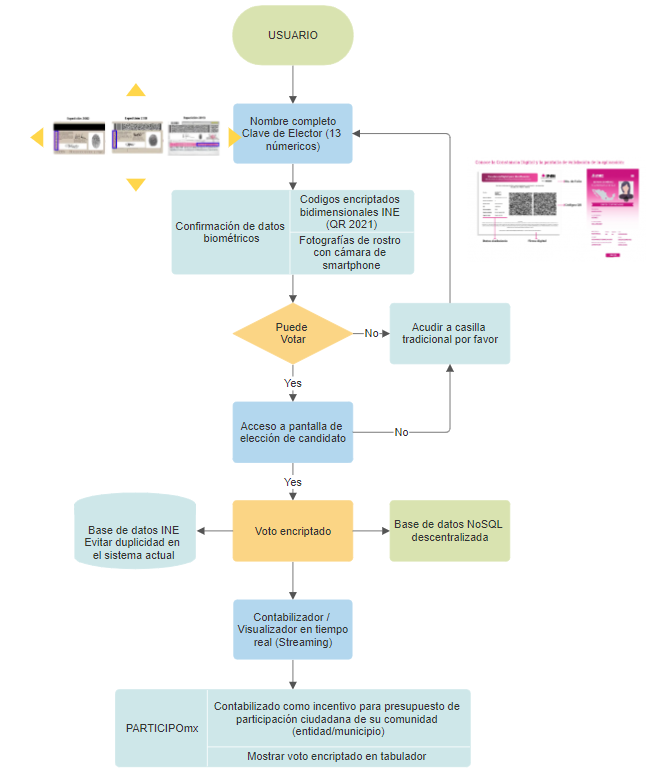 USUARIO
Nombre completo
Clave de Elector (13
númericos)
Confirmación de datos
biométricos
Codigos encriptados
bidimensionales INE
(QR 2021)
Fotografías de rostro
con cámara de
smartphone
Puede
Votar
No
Acudir a casilla
tradicional por favor
Yes
Acceso a pantalla de
elección de candidato
No
Yes
Base de datos INE
Evitar duplicidad en
el sistema actual
Voto encriptado
Base de datos NoSQL
descentralizada
Contabilizador /
Visualizador en tiempo
real (Streaming)
PARTICIPOmx
Contabilizado como incentivo para presupuesto de
participación ciudadana de su comunidad
(entidad/municipio)
Mostrar voto encriptado en tabulador